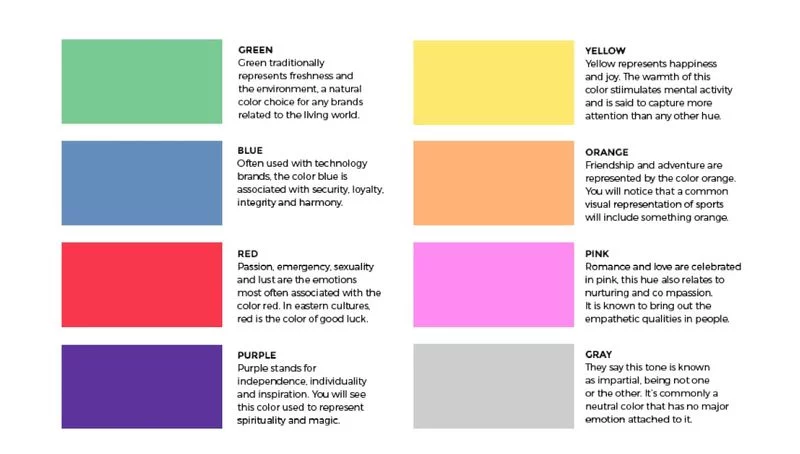 GREEN
Green traditionally
represents freshness and
the environment, a natural
color choice for any brands
related to the living world.
BLUE
Often used with technology
brands, the color blue is
associated with security, loyalty,
integrity and harmony.
RED
Passion, emergency, sexuality
and lust are the emotions
most often associated with the
color red. In eastern cultures,
red is the color of good luck.
PURPLE
Purple stands for
independence, individuality
and inspiration. You will see
this color used to represent
spirituality and magic.
YELLOW
Yellow represents happiness
and joy. The warmth of this
color stiimulates mental activity
and is said to capture more
attention than any other hue.
ORANGE
Friendship and adventure are
represented by the color orange.
You will notice that a common
visual representation of sports
will include something orange.
PINK
Romance and love are celebrated
in pink, this hue also relates to
nurturing and co mpassion.
It is known to bring out the
empathetic qualities in people.
GRAY
They say this tone is known
as impartial, being not one
or the other. It's commonly a
neutral color that has no major
emotion attached to it.